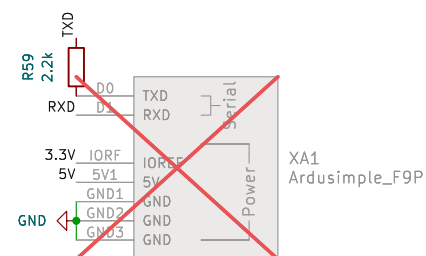 TXD
R59
2.2k
D0
TXD
RXD
D1
RXD
Serial
3.3V
IORF
IOREF
5V
5V1
5V
Power
GND1
GND
GND
GND2
GND
GND3
GND
XA1
Ardusimple_F9P